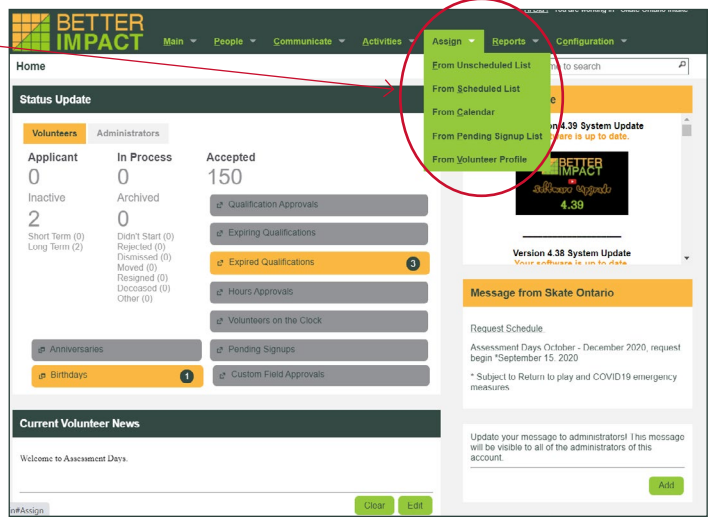 BETTER
IMPACT
Main People Communicate Activities Assign Reports Configuration
Home
From Unscheduled List
From Scheduled List
From Calendar
From Pending Signup List
From Volunteer Profile
to search
Status Update
Volunteers Administrators
Applicant In Process Accepted
0 0 150
Inactive Archived
2 0
Short Term (0)
Long Term (2)
Didn't Start (0)
Rejected (0)
Dismissed (0)
Moved (0)
Resigned (0)
Deceased (0)
Other (0)
Qualification Approvals
Expiring Qualifications
Expired Qualifications 3
Hours Approvals
Volunteers on the Clock
Anniversaries Pending Signups
Birthdays 1 Custom Field Approvals
4.39 System Update
is up to date.
BETTER
IMPACT
Software Upgrade
4.39
Version 4.38 System Update
Your software is up to date
Message from Skate Ontario
Request Schedule
Assessment Days October - December 2020, request
begin *September 15. 2020
* Subject to Return to play and COVID19 emergency
measures
Current Volunteer News
Welcome to Assessment Days.
Clear Edit
Update your message to administrators! This message
will be visible to all of the administrators of this
account.
Add
n#Assign